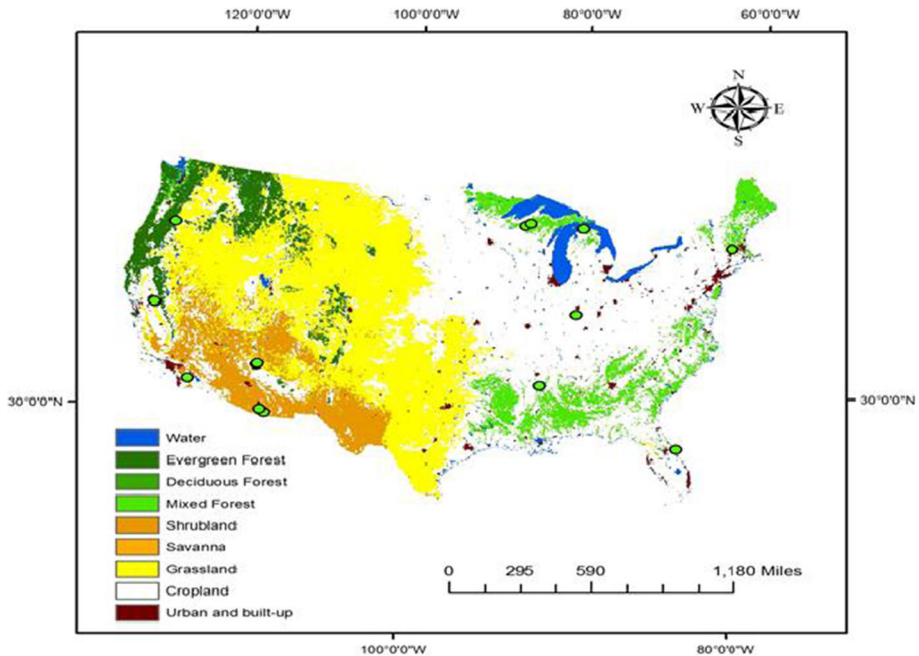 120°0'0"W 100°0'0"W 80°0'0"W 60°0'0"W
N
W E
S
30°0'0"N 30°0'0"N
Water
Evergreen Forest
Deciduous Forest
Mixed Forest
Shrubland
Savanna
Grassland
Cropland
Urban and built-up
0 295 590 1,180 Miles
100°0'0"W 80°0'0"W